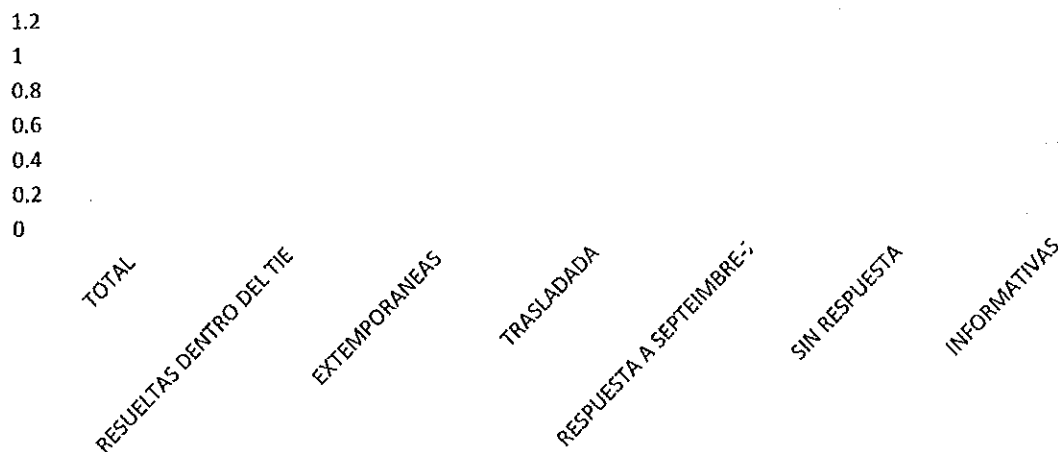 1.2
1
0.8
0.6
0.4
0.2
0
TOTAL
RESUELTAS DENTRO DEL TIE
EXTEMPORANEAS
TRASLADADA
RESPUESTA A SEPTEIMBRE-
SIN RESPUESTA
INFORMATIVAS